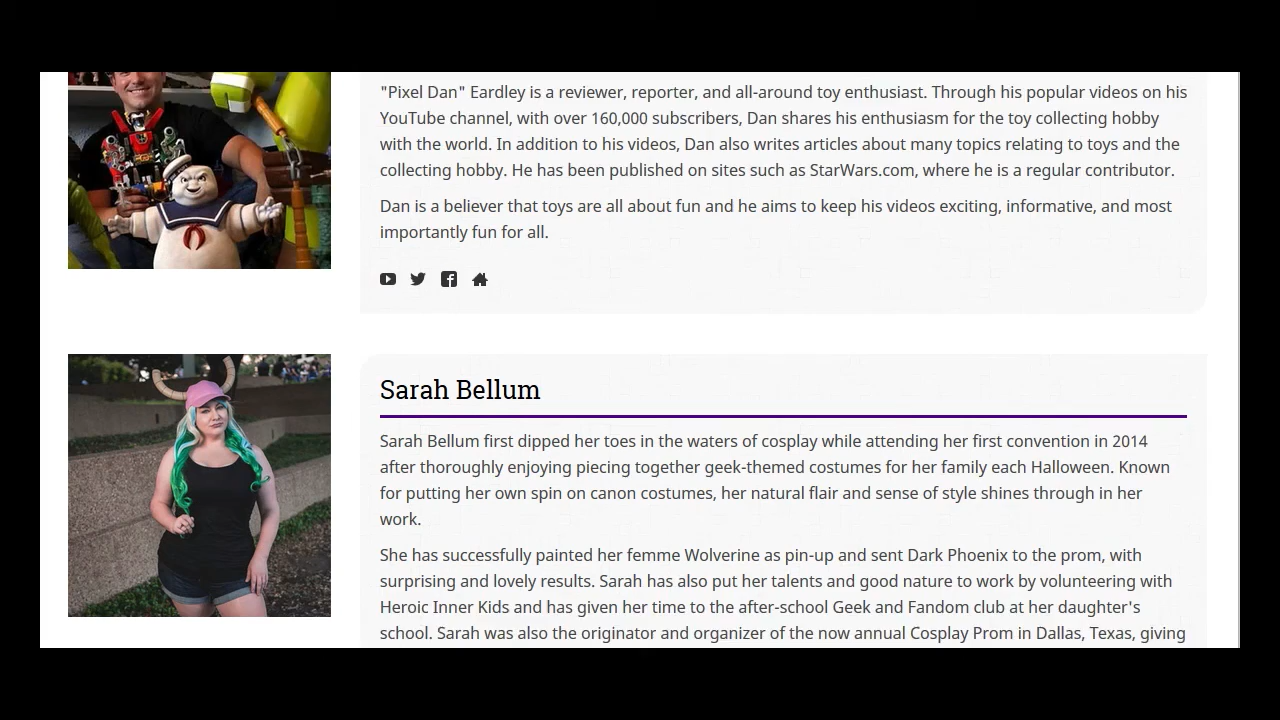 "Pixel Dan" Eardley is a reviewer, reporter, and all-around toy enthusiast. Through his popular videos on his
YouTube channel, with over 160,000 subscribers, Dan shares his enthusiasm for the toy collecting hobby
with the world. In addition to his videos, Dan also writes articles about many topics relating to toys and the
collecting hobby. He has been published on sites such as StarWars.com, where he is a regular contributor.
Dan is a believer that toys are all about fun and he aims to keep his videos exciting, informative, and most
importantly fun for all.
Sarah Bellum
Sarah Bellum first dipped her toes in the waters of cosplay while attending her first convention in 2014
after thoroughly enjoying piecing together geek-themed costumes for her family each Halloween. Known
for putting her own spin on canon costumes, her natural flair and sense of style shines through in her
work.
She has successfully painted her femme Wolverine as pin-up and sent Dark Phoenix to the prom, with
surprising and lovely results. Sarah has also put her talents and good nature to work by volunteering with
Heroic Inner Kids and has given her time to the after-school Geek and Fandom club at her daughter's
school. Sarah was also the originator and organizer of the now annual Cosplay Prom in Dallas, Texas, giving